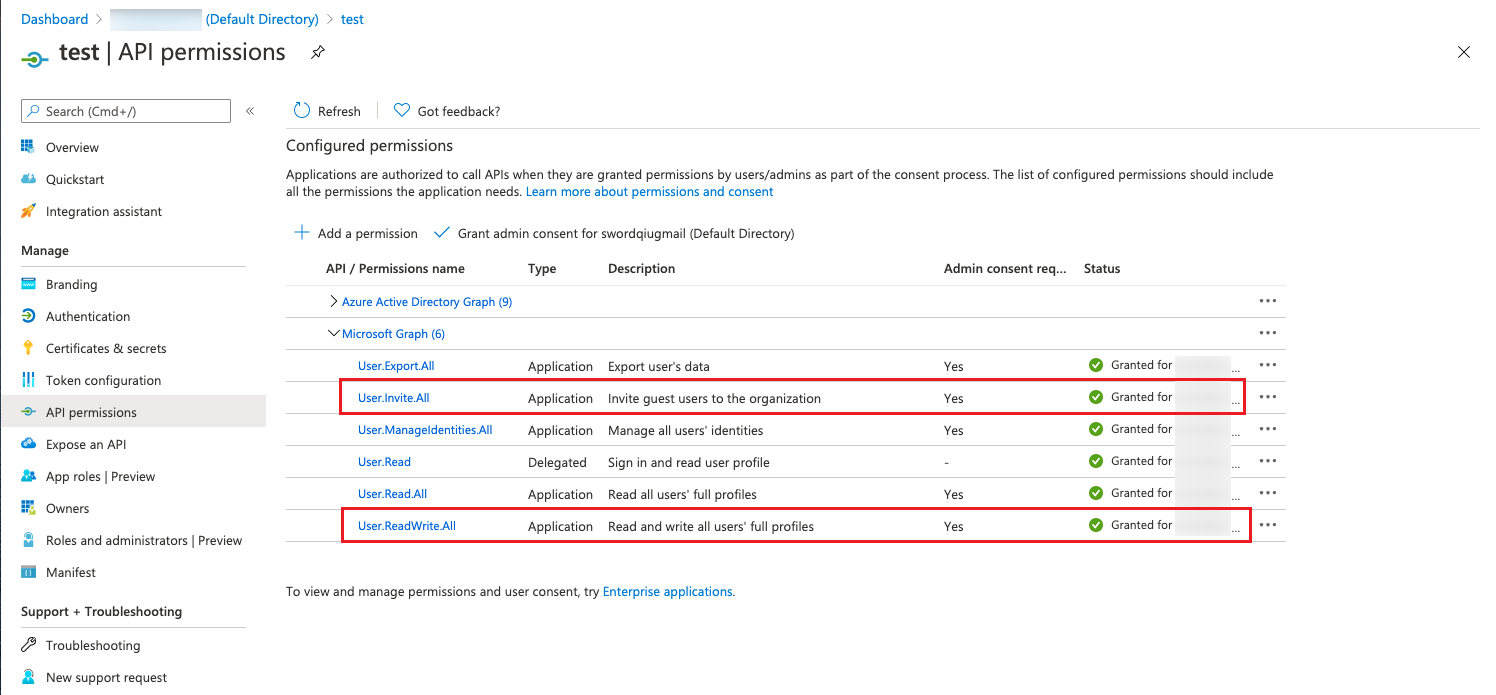 Dashboard > (Default Directory) > test
test | API permissions
Search (Cmd+/)
«
Refresh
Got feedback?
Overview
Quickstart
Integration assistant
Manage
Branding
Authentication
Certificates & secrets
Token configuration
API permissions
Expose an API
App roles | Preview
Owners
Roles and administrators | Preview
Manifest
Support + Troubleshooting
Troubleshooting
New support request
Configured permissions
Applications are authorized to call APIs when they are granted permissions by users/admins as part of the consent process. The list of configured permissions should include
all the permissions the application needs. Learn more about permissions and consent
Add a permission Grant admin consent for swordqiugmail (Default Directory)
API / Permissions name Type Description Admin consent req... Status
Azure Active Directory Graph (9) ...
Microsoft Graph (6) ...
User.Export.All Application Export user's data Yes Granted for ... ...
User.Invite.All Application Invite guest users to the organization Yes Granted for ... ...
User.ManageIdentities.All Application Manage all users' identities Yes Granted for ... ...
User.Read Delegated Sign in and read user profile - Granted for ... ...
User.Read.All Application Read all users' full profiles Yes Granted for ... ...
User.ReadWrite.All Application Read and write all users' full profiles Yes Granted for ... ...
To view and manage permissions and user consent, try Enterprise applications.